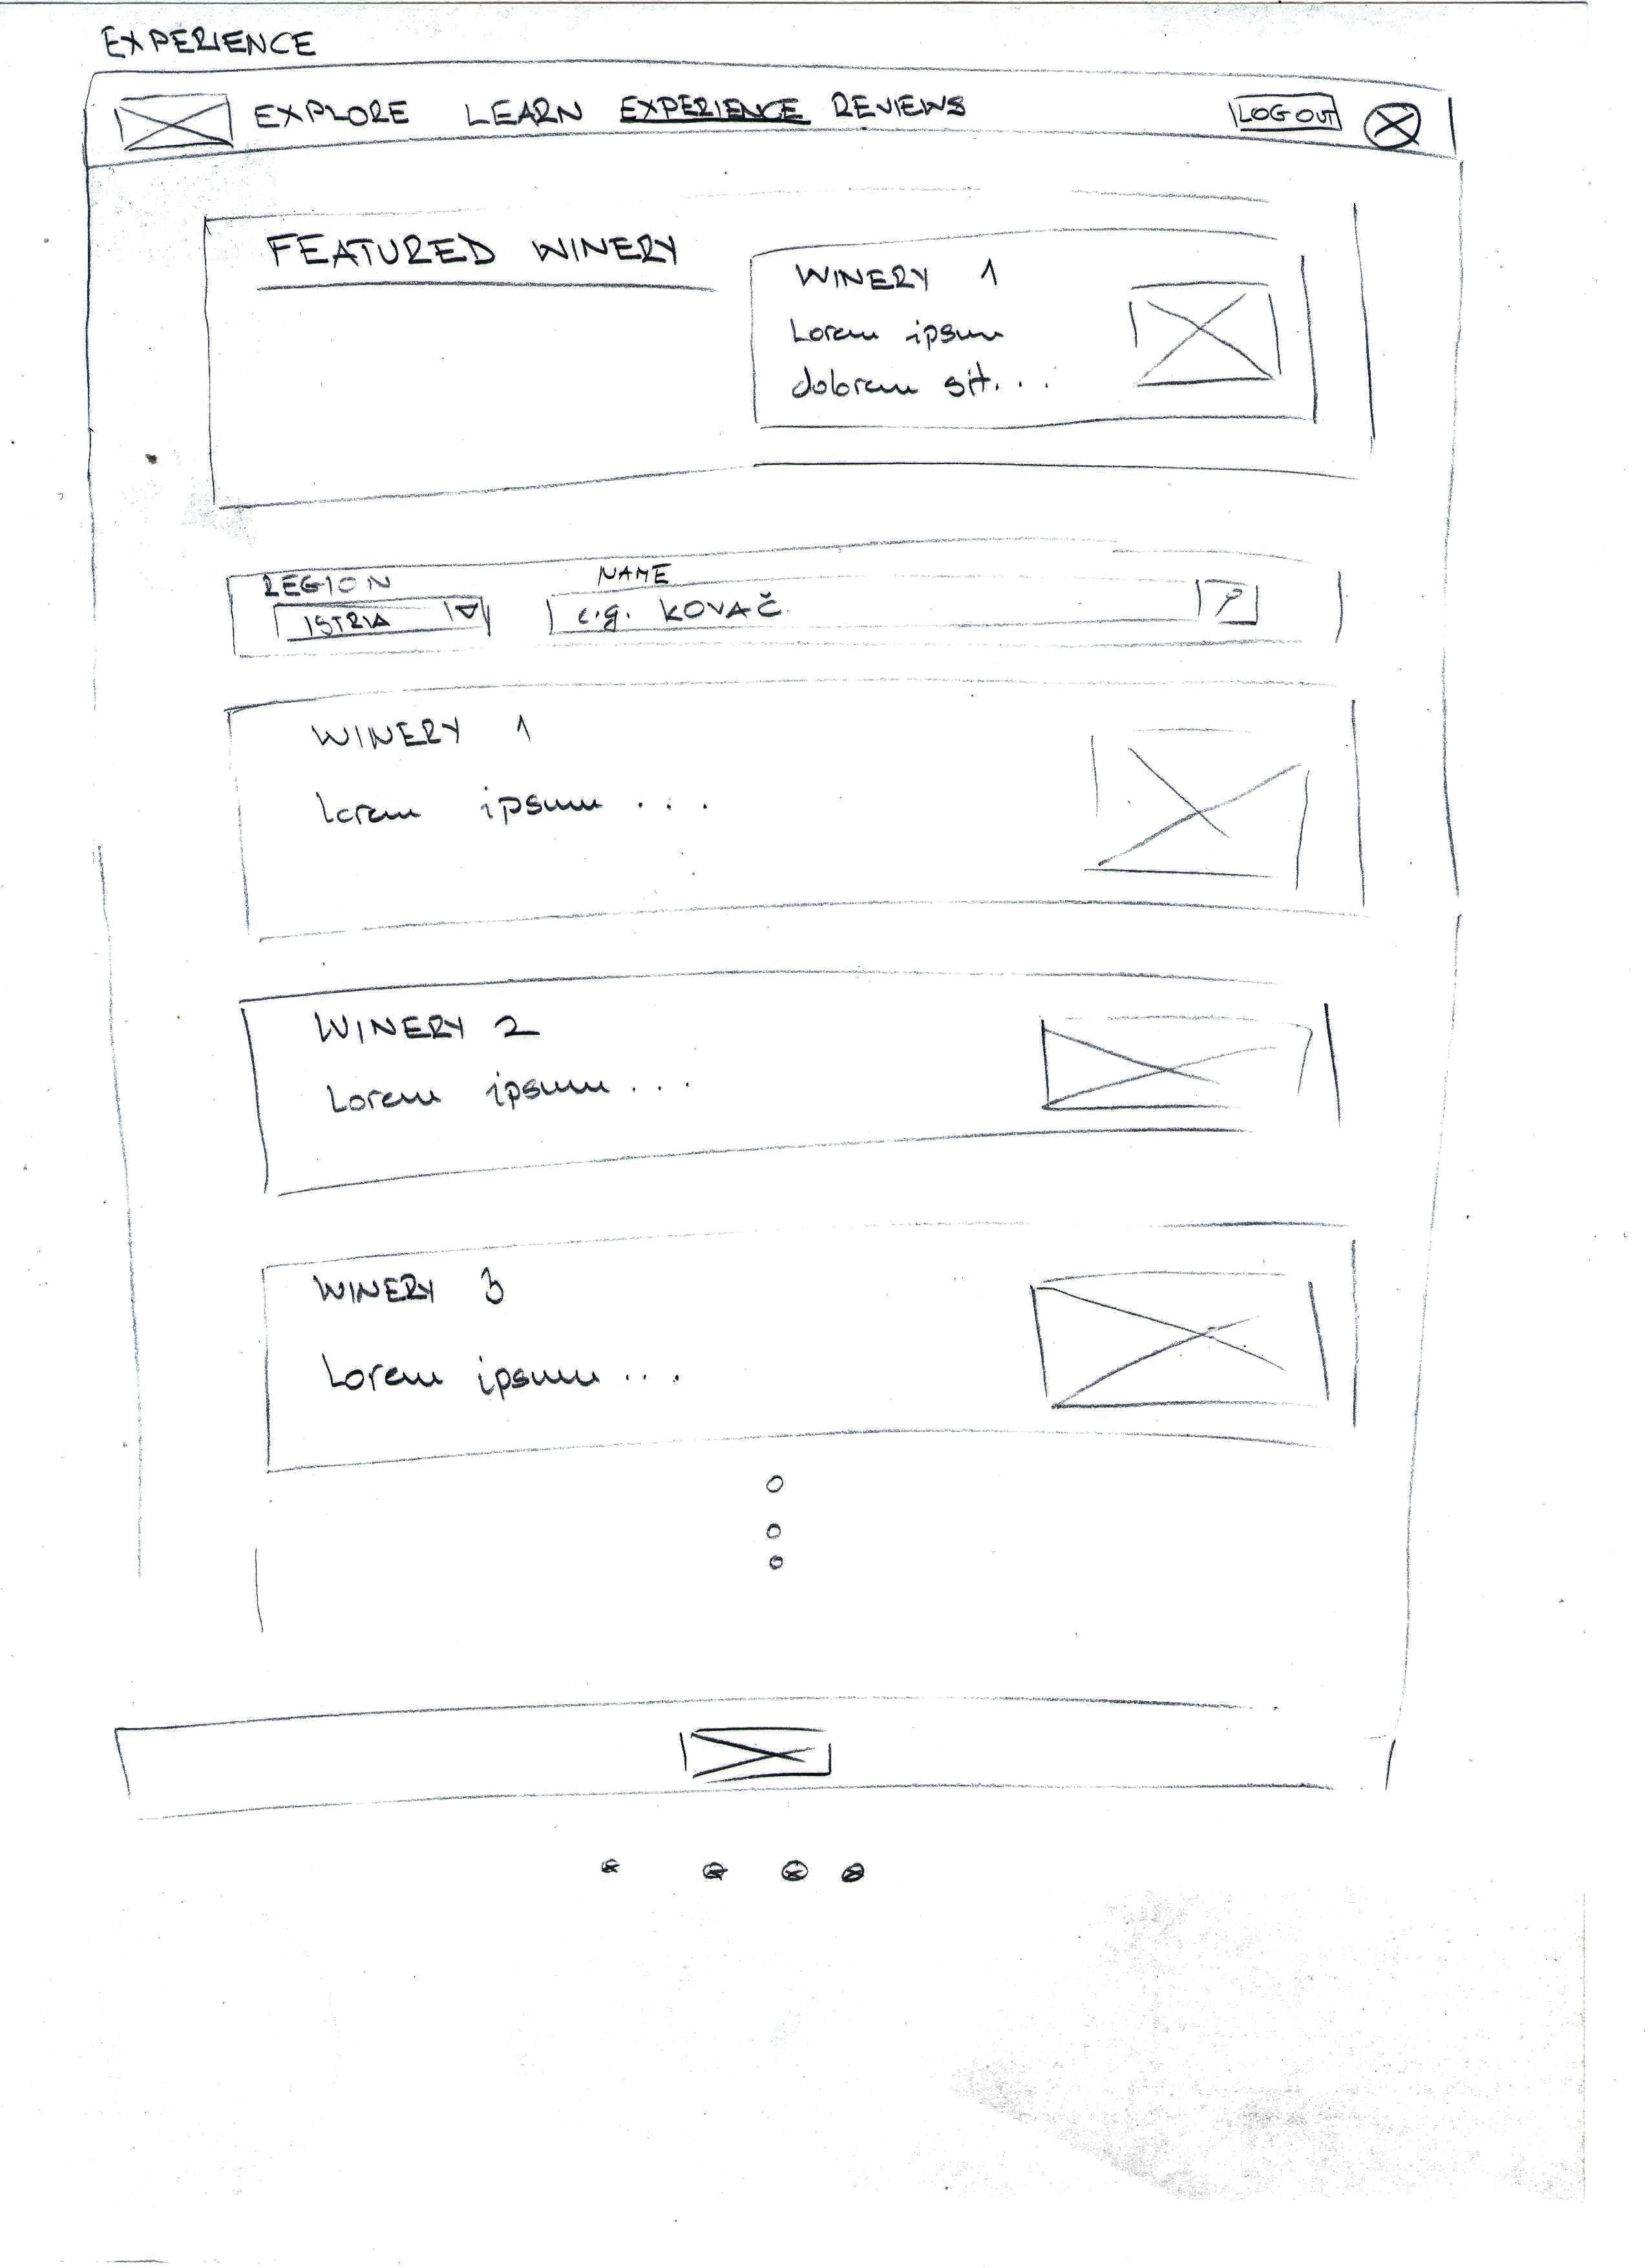 EXPERIENCE
EXPLORE LEARN EXPERIENCE REVIEWS LOG OUT
FEATURED WINERY
WINERY 1
Lorem ipsum
dolorem sit...
REGION NAME
ISTRIA e.g. KOVAČ
WINERY 1
Lorem ipsum ...
WINERY 2
Lorem ipsum ...
WINERY 3
Lorem ipsum ...